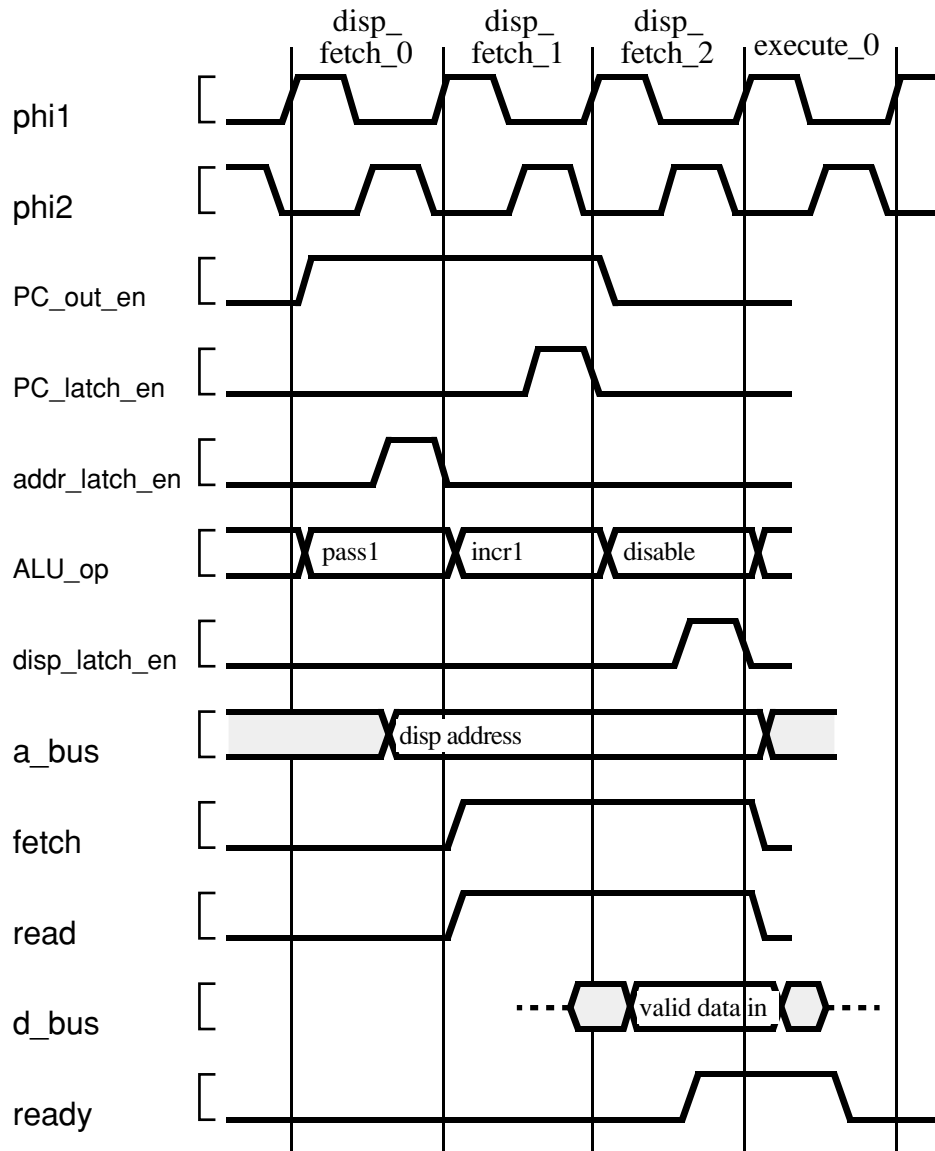 disp_
fetch_0
disp_
fetch_1
disp_
fetch_2
execute_0
phi1
phi2
PC_out_en
PC_latch_en
addr_latch_en
ALU_op
pass1
incr1
disable
disp_latch_en
a_bus
disp address
fetch
read
d_bus
valid data in
ready